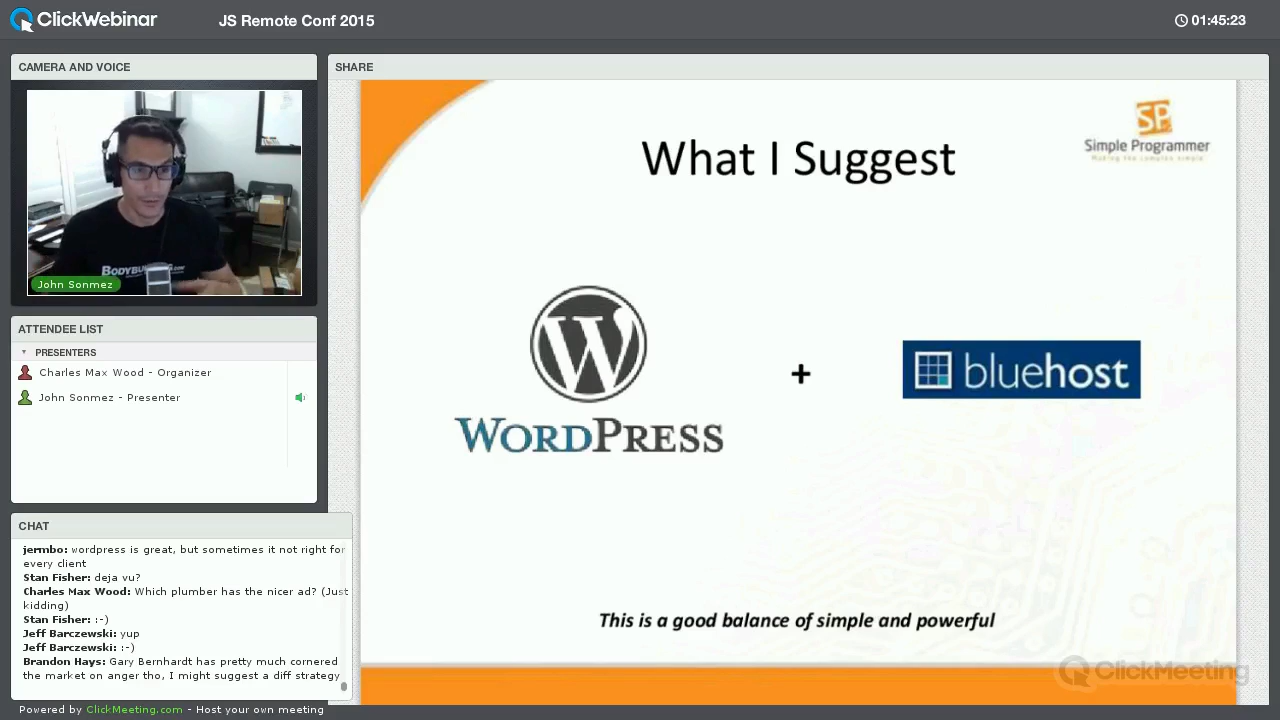 ClickWebinar
JS Remote Conf 2015
01:45:23
CAMERA AND VOICE
John Sonmez
ATTENDEE LIST
PRESENTERS
Charles Max Wood - Organizer
John Sonmez - Presenter
CHAT
jermbo: wordpress is great, but sometimes it not right for
every client
Stan Fisher: deja vu?
Charles Max Wood: Which plumber has the nicer ad? (Just
kidding)
Stan Fisher: :-)
Jeff Barczewski: yup
Jeff Barczewski: :-)
Brandon Hays: Gary Bernhardt has pretty much cornered
the market on anger tho, I might suggest a diff strategy
Powered by ClickMeeting.com - Host your own meeting
SHARE
SP
Simple Programmer
Making the complex simple
What I Suggest
W
WORDPRESS
+
bluehost
This is a good balance of simple and powerful
ClickMeeting